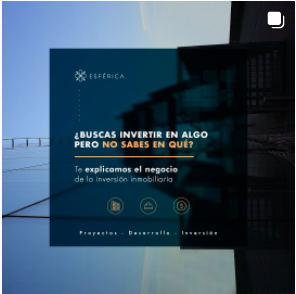 ESFÉRICA
¿BUSCAS INVERTIR EN ALGO
PERO NO SABES EN QUÉ?
Te explicamos el negocio
de la inversión inmobiliaria
Proyectos - Desarrollo - Inversión